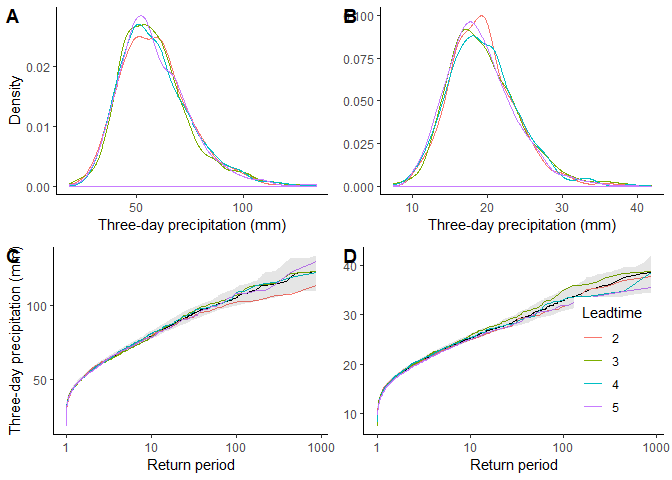 A
B
Density
0.02
0.01
0.00
50
100
Three-day precipitation (mm)
0.100
0.075
0.050
0.025
0.000
10
20
30
40
Three-day precipitation (mm)
C
D
Three-day precipitation (mm)
100
50
1
10
100
1000
Return period
40
30
20
10
1
10
100
1000
Return period
Leadtime
2
3
4
5